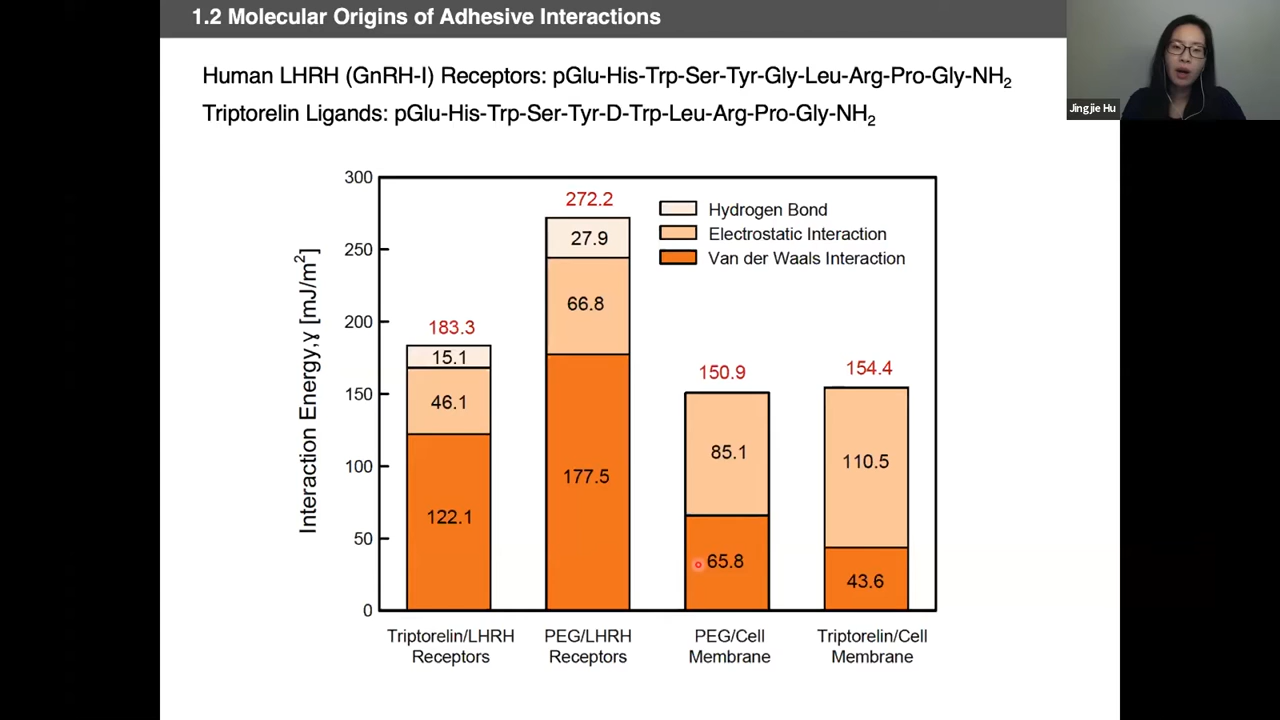 1.2 Molecular Origins of Adhesive Interactions
Jingjie Hu
Human LHRH (GnRH-I) Receptors: pGlu-His-Trp-Ser-Tyr-Gly-Leu-Arg-Pro-Gly-NH₂
Triptorelin Ligands: pGlu-His-Trp-Ser-Tyr-D-Trp-Leu-Arg-Pro-Gly-NH₂
Interaction Energy,γ [mJ/m²]
300
250
200
150
100
50
0
183.3
15.1
46.1
122.1
272.2
27.9
66.8
177.5
150.9
85.1
65.8
154.4
110.5
43.6
Hydrogen Bond
Electrostatic Interaction
Van der Waals Interaction
Triptorelin/LHRH
Receptors
PEG/LHRH
Receptors
PEG/Cell
Membrane
Triptorelin/Cell
Membrane